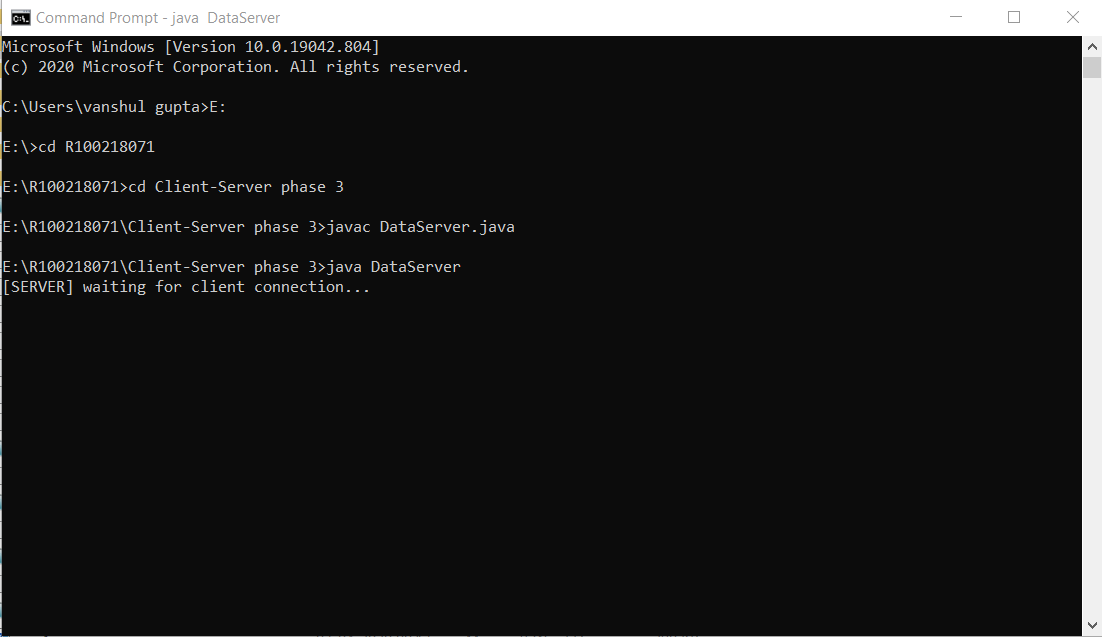 Command Prompt - java  DataServer
Microsoft Windows [Version 10.0.19042.804]
(c) 2020 Microsoft Corporation. All rights reserved.
C:\Users\vanshul gupta>E:
E:\>cd R100218071
E:\R100218071>cd Client-Server phase 3
E:\R100218071\Client-Server phase 3>javac DataServer.java
E:\R100218071\Client-Server phase 3>java DataServer
[SERVER] waiting for client connection...